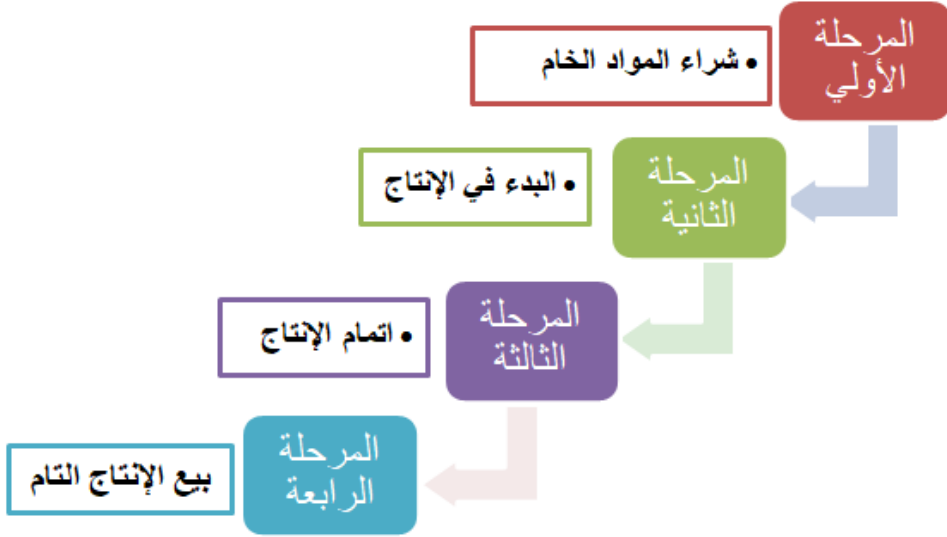 المرحلة
الأولي
• شراء المواد الخام
المرحلة
الثانية
• البدء في الإنتاج
المرحلة
الثالثة
• اتمام الإنتاج
المرحلة
الرابعة
بيع الإنتاج التام